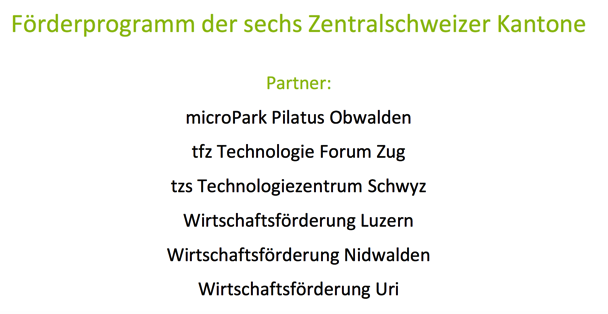 Förderprogramm der sechs Zentralschweizer Kantone
Partner:
microPark Pilatus Obwalden
tfz Technologie Forum Zug
tzs Technologiezentrum Schwyz
Wirtschaftsförderung Luzern
Wirtschaftsförderung Nidwalden
Wirtschaftsförderung Uri